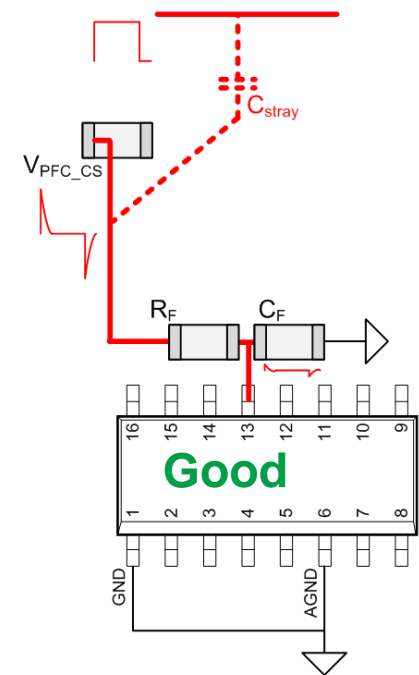 Cstray
VPFC_CS
RF CF
16 15 14 13 12 11 10 9
Good
1 2 3 4 5 6 7 8
GND AGND